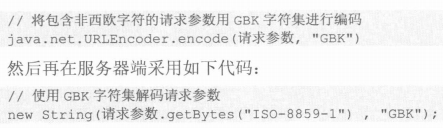 // 将包含非西欧字符的请求参数用 GBK 字符集进行编码
java.net.URLEncoder.encode(请求参数, "GBK")
然后再在服务器端采用如下代码：
// 使用 GBK 字符集解码请求参数
new String(请求参数.getBytes("ISO-8859-1") , "GBK");